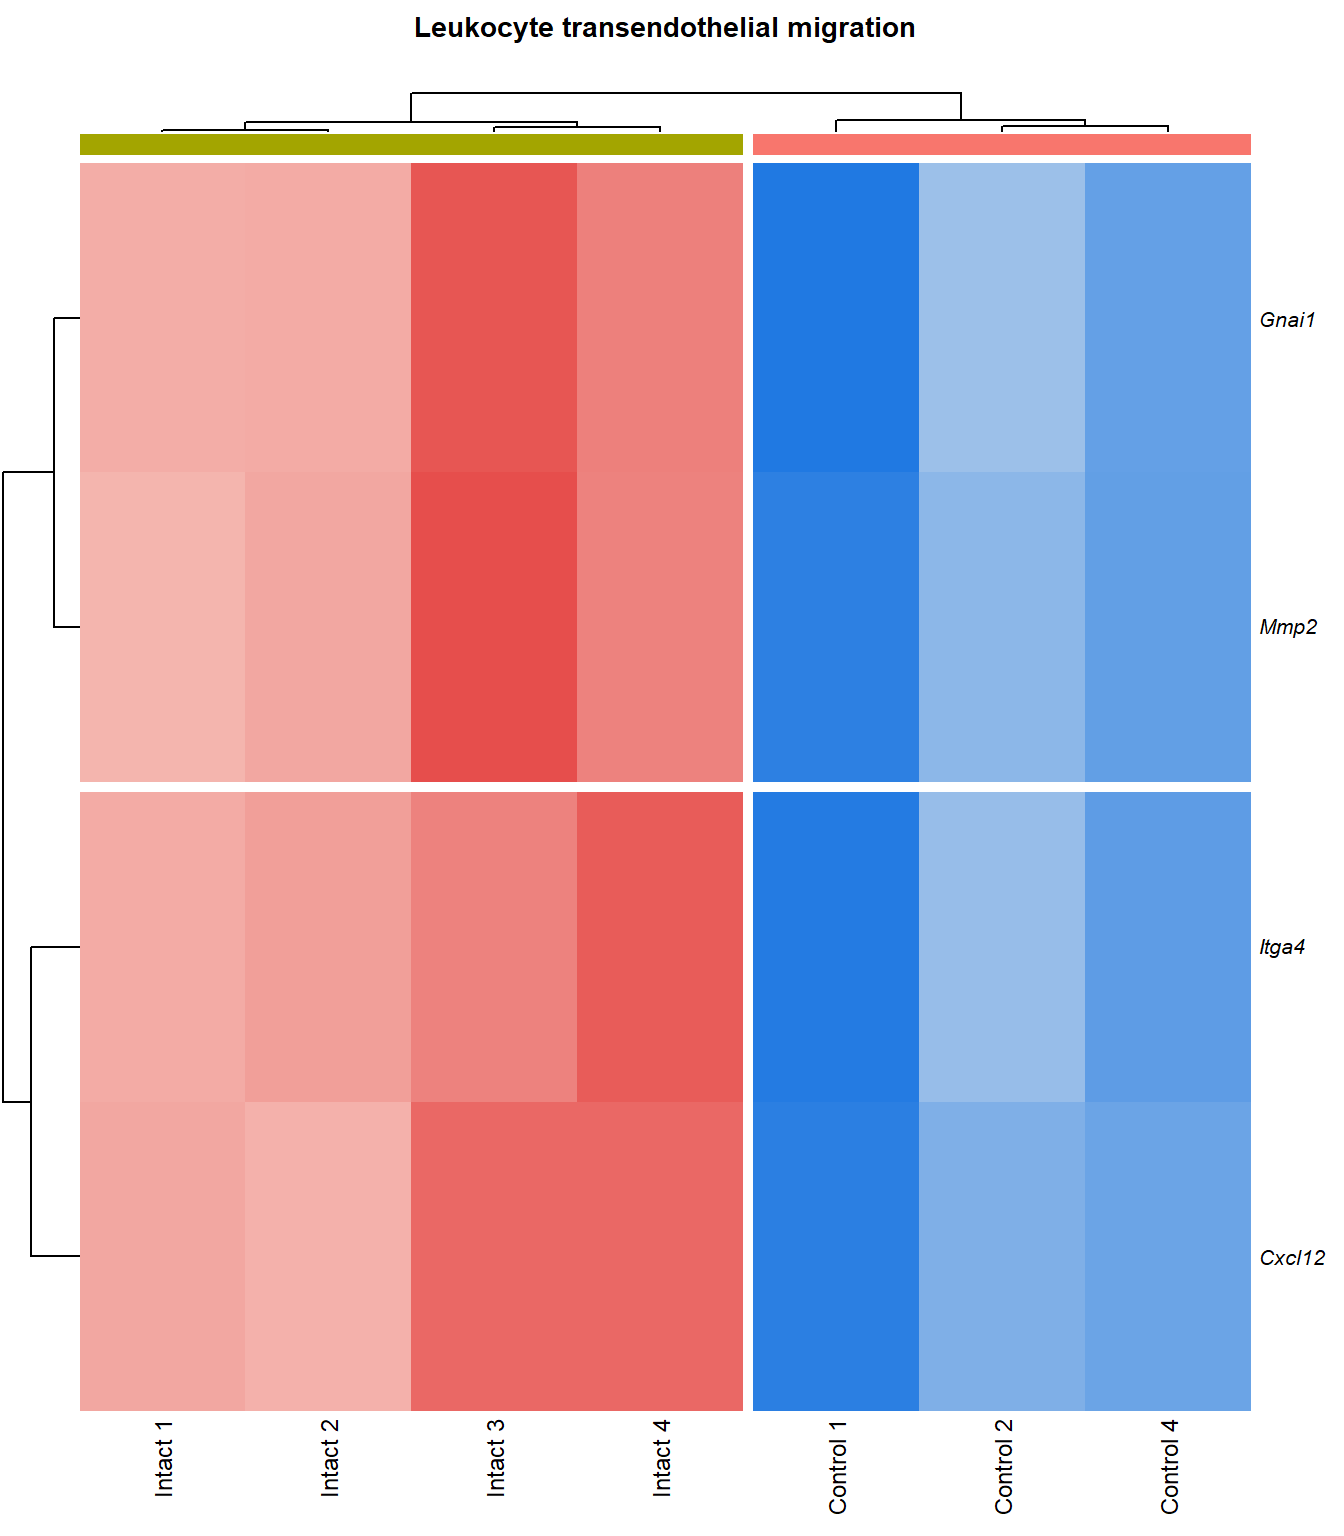 Leukocyte transendothelial migration
Gnai1
Mmp2
Itga4
Cxcl12
Intact 1
Intact 2
Intact 3
Intact 4
Control 1
Control 2
Control 4